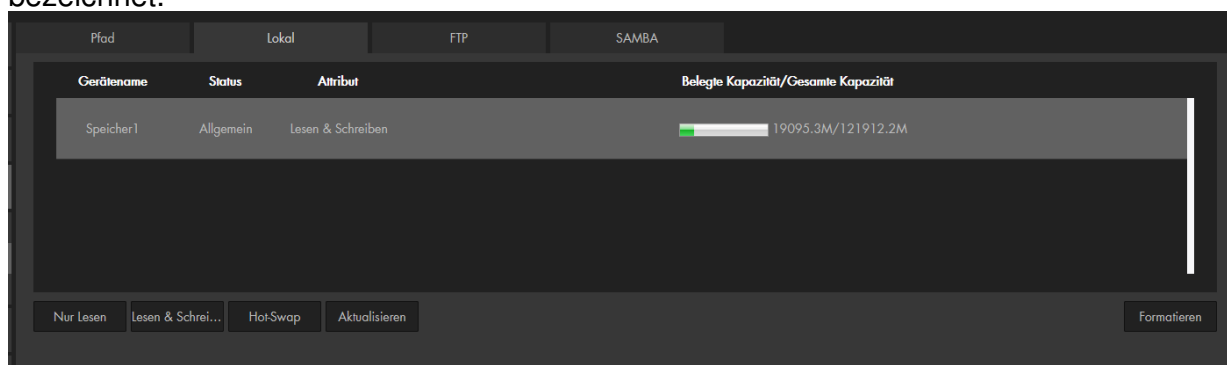 bezeichnet:
Pfad Lokal FTP SAMBA
Gerätename Status Attribut Belegte Kapazität/Gesamte Kapazität
Speicher1 Allgemein Lesen & Schreiben 19095.3M/121912.2M
Nur Lesen Lesen & Schrei... Hot-Swap Aktualisieren Formatieren